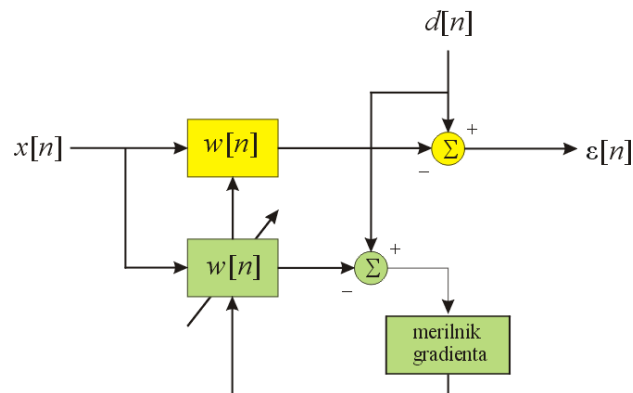 d[n]
x[n]
w[n]
Σ
+
−
ε[n]
w[n]
Σ
+
−
merilnik
gradienta